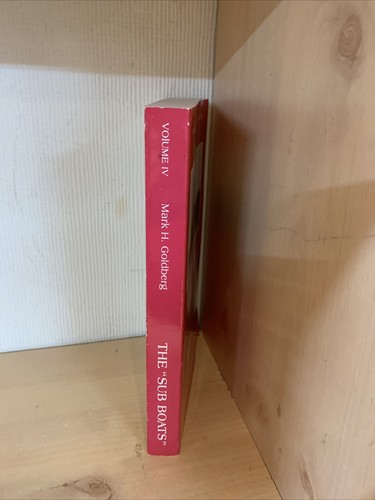 VOLUME IV
Mark H. Goldberg
THE "SUB BOATS"